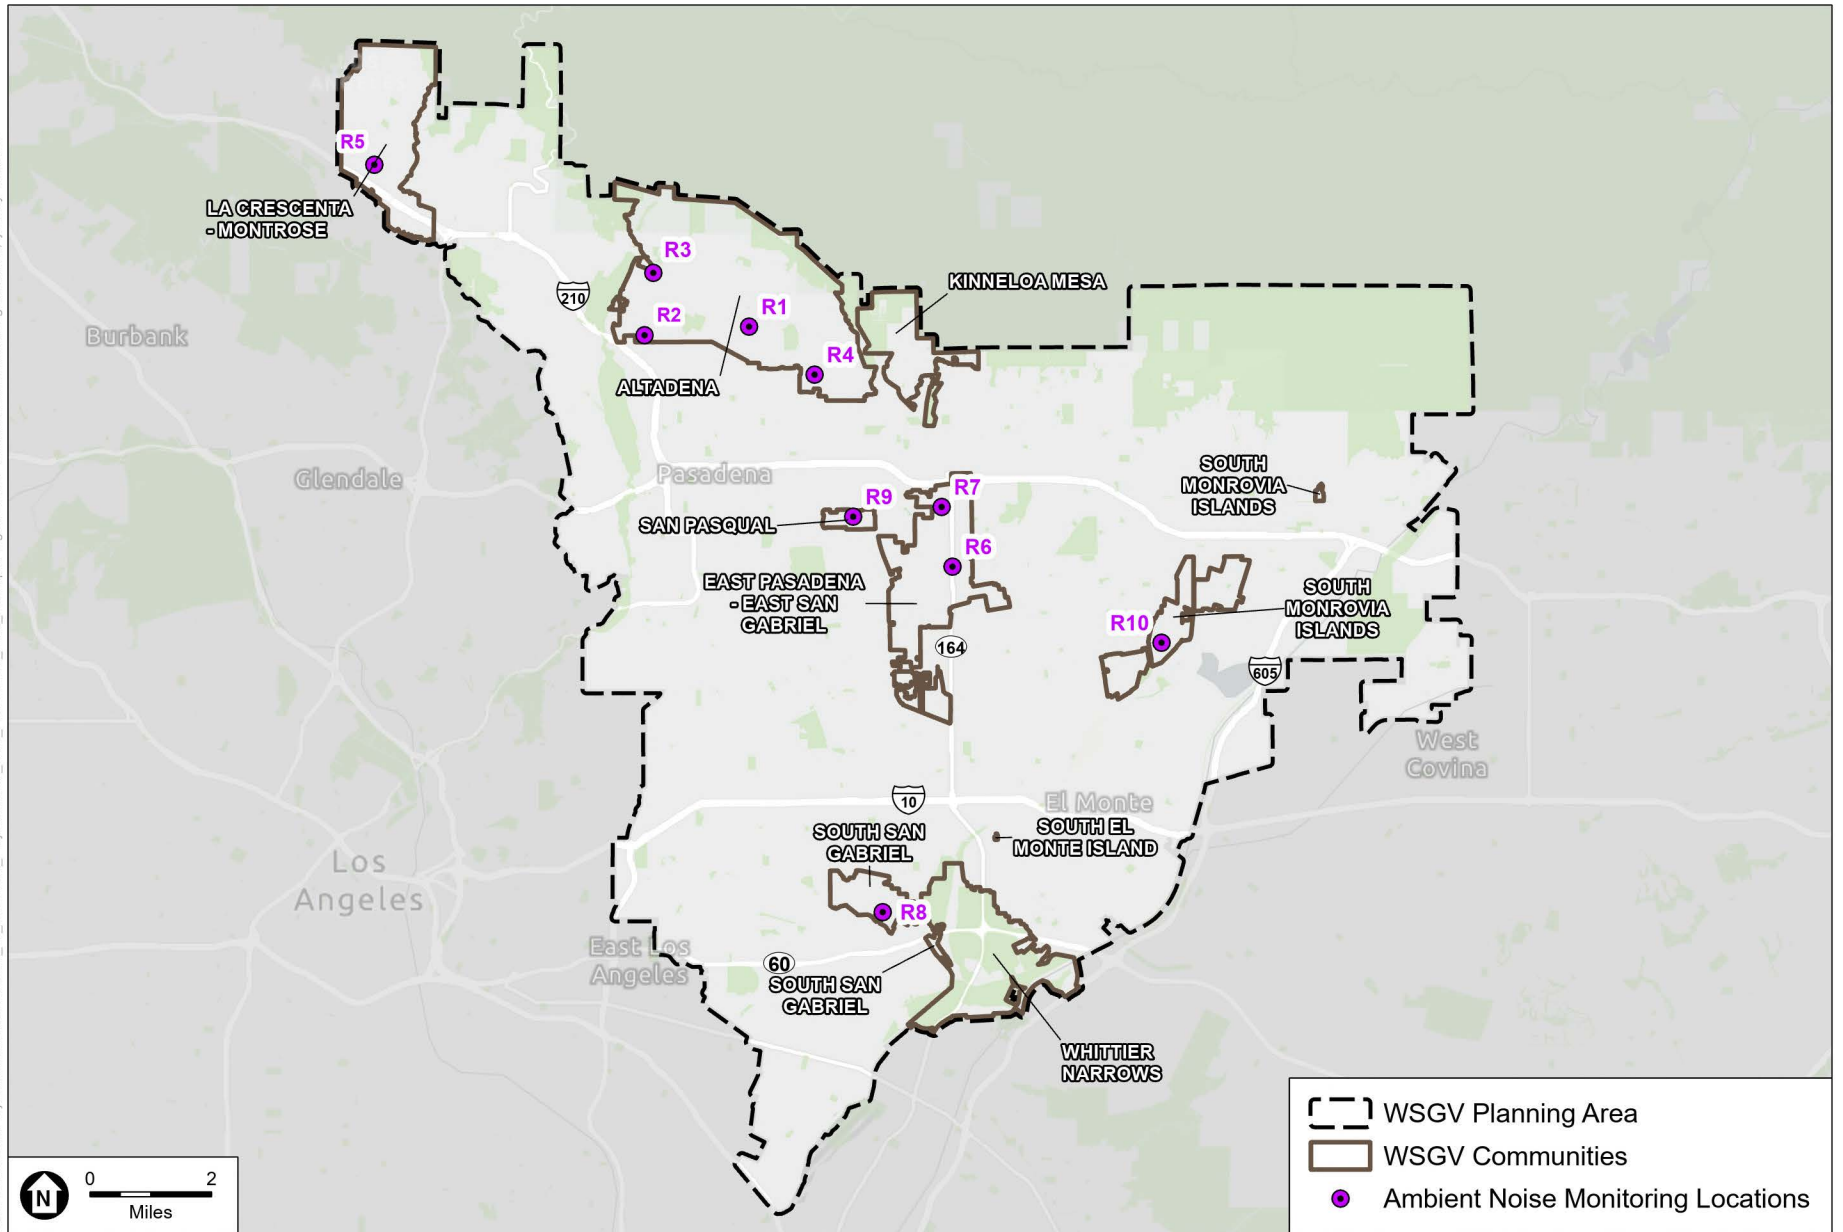 R5
LA CRESCENTA
- MONTROSE
R3
210
R2
R1
KINNELOA MESA
Burbank
R4
ALTADENA
Glendale
Pasadena
SOUTH
MONROVIA
ISLANDS
R9
R7
SAN PASQUAL
R6
EAST PASADENA
- EAST SAN
GABRIEL
SOUTH
MONROVIA
ISLANDS
R10
164
605
West
Covina
10
El Monte
SOUTH SAN
GABRIEL
SOUTH EL
MONTE ISLAND
Los
Angeles
R8
East Los
Angeles
60
SOUTH SAN
GABRIEL
WHITTIER
NARROWS
WSGV Planning Area
WSGV Communities
Ambient Noise Monitoring Locations
N
0 2
Miles